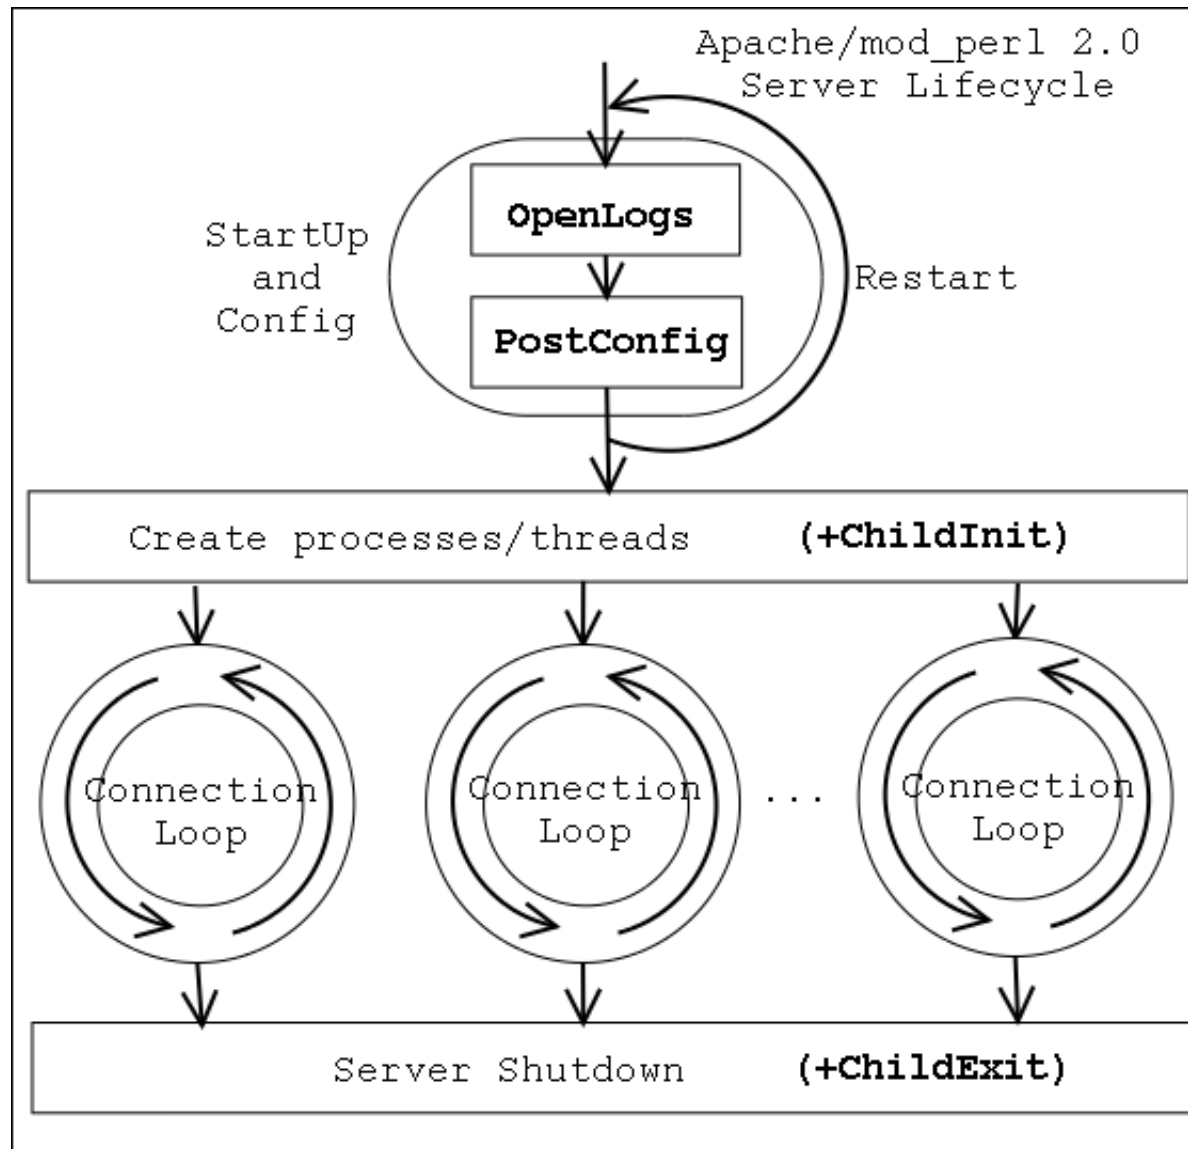 Apache/mod_perl 2.0
Server Lifecycle
OpenLogs
StartUp
and
Config
Restart
PostConfig
Create processes/threads (+ChildInit)
Connection
Loop
Connection
Loop
...
Connection
Loop
Server Shutdown (+ChildExit)